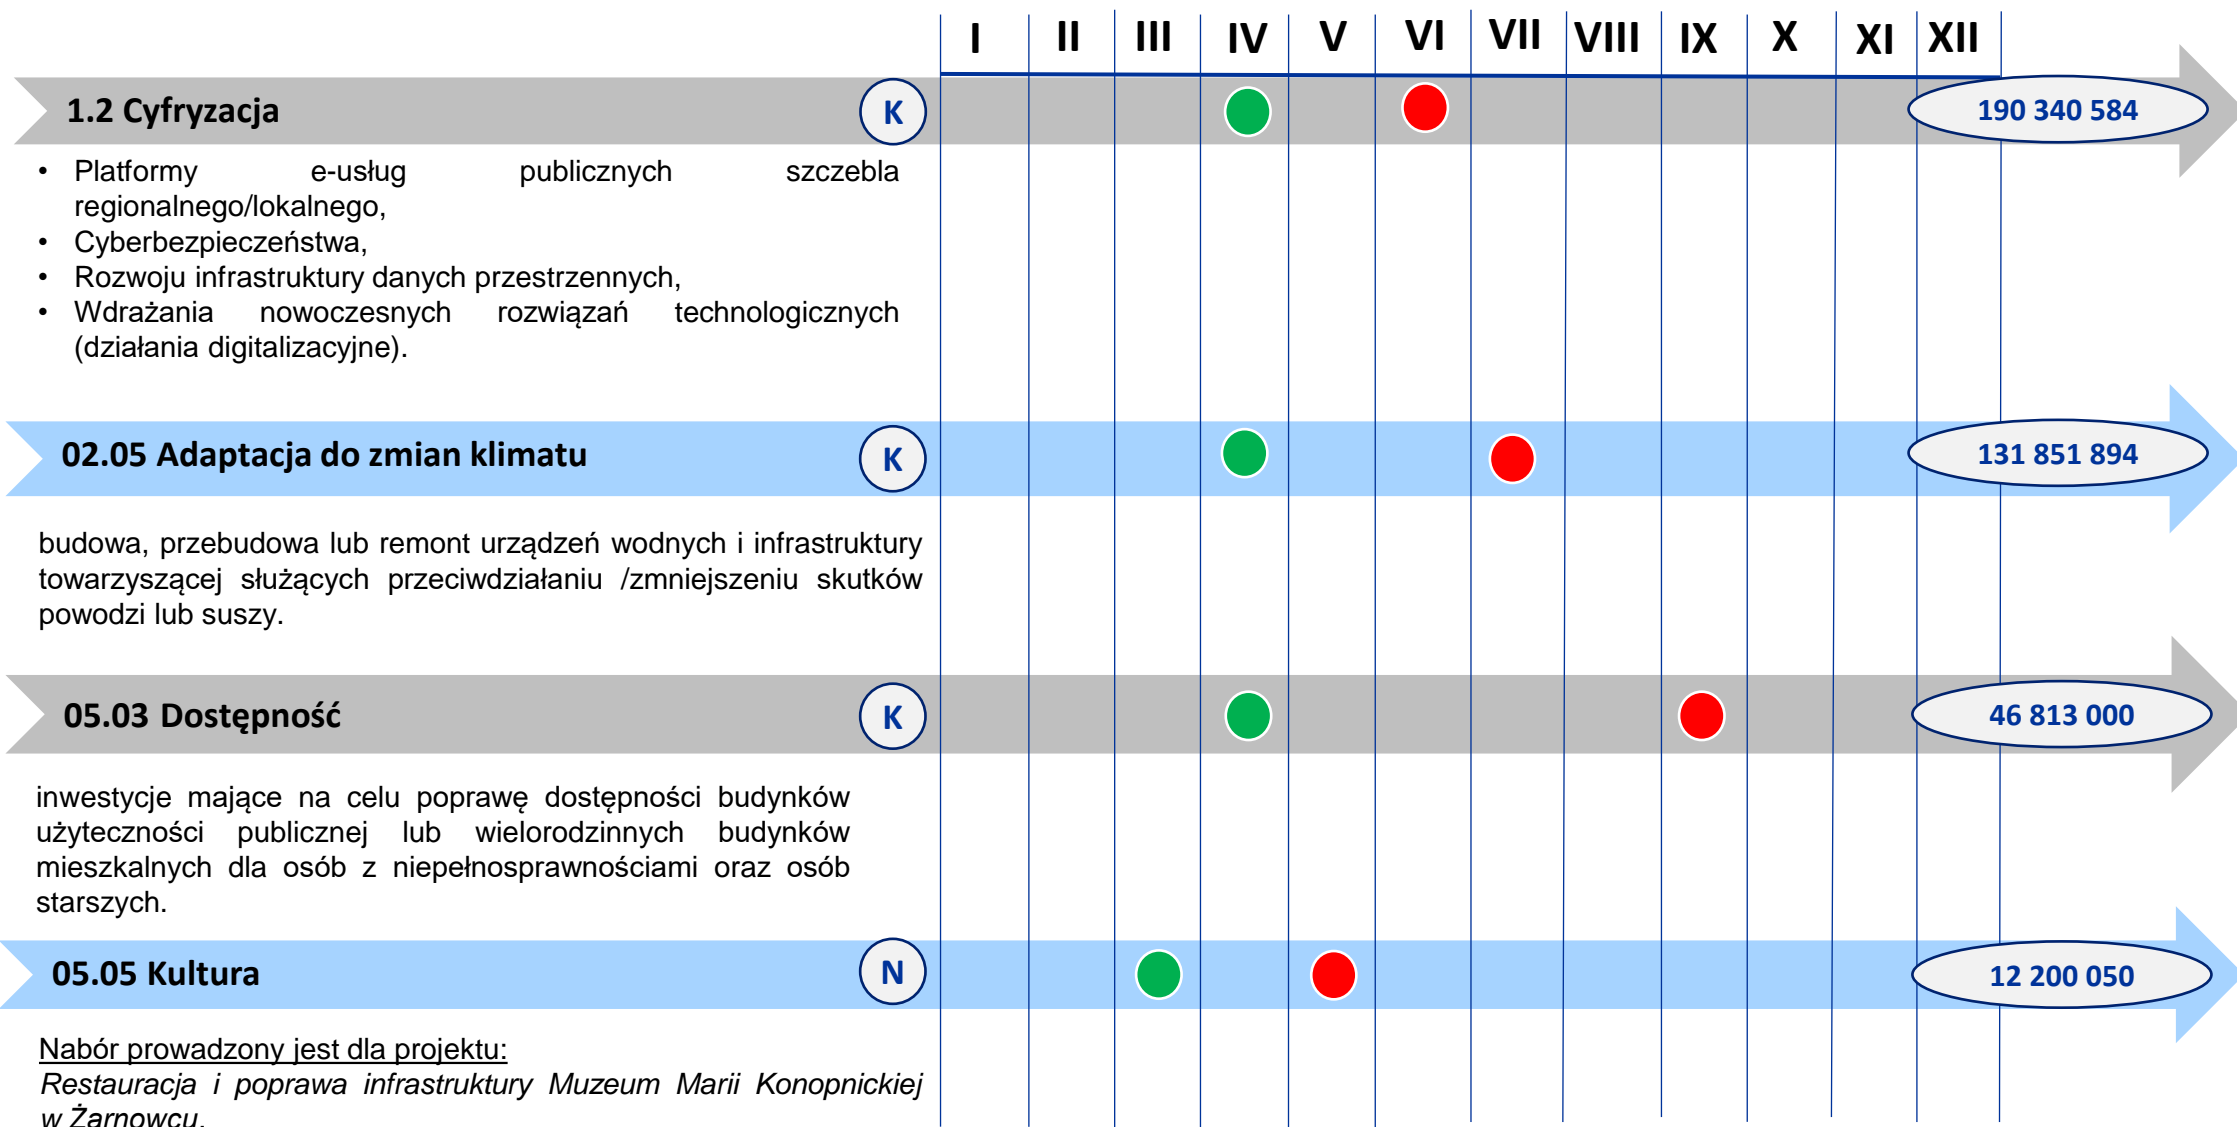 I II III IV V VI VII VIII IX X XI XII
1.2 Cyfryzacja K 190 340 584
• Platformy e-usług publicznych szczebla
regionalnego/lokalnego,
• Cyberbezpieczeństwa,
• Rozwoju infrastruktury danych przestrzennych,
• Wdrażania nowoczesnych rozwiązań technologicznych
(działania digitalizacyjne).
02.05 Adaptacja do zmian klimatu K 131 851 894
budowa, przebudowa lub remont urządzeń wodnych i infrastruktury
towarzyszącej służących przeciwdziałaniu /zmniejszeniu skutków
powodzi lub suszy.
05.03 Dostępność K 46 813 000
inwestycje mające na celu poprawę dostępności budynków
użyteczności publicznej lub wielorodzinnych budynków
mieszkalnych dla osób z niepełnosprawnościami oraz osób
starszych.
05.05 Kultura N 12 200 050
Nabór prowadzony jest dla projektu:
Restauracja i poprawa infrastruktury Muzeum Marii Konopnickiej
w Żarnowcu.